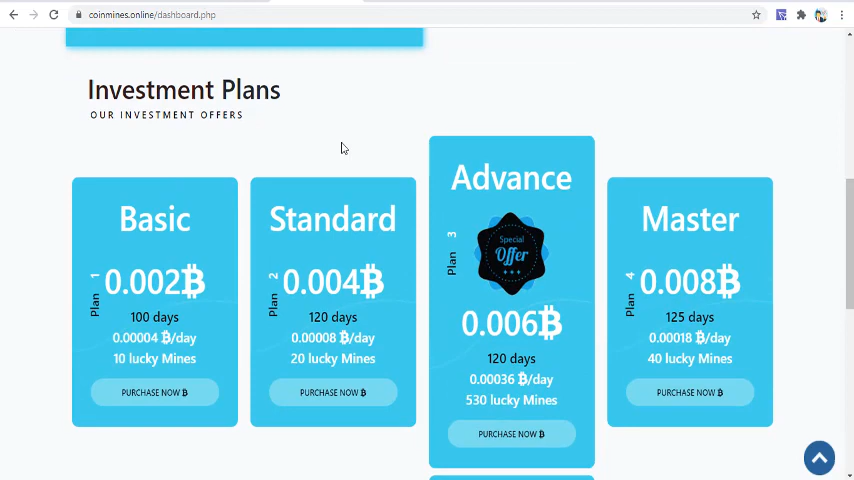 coinmines.online/dashboard.php
Investment Plans
OUR INVESTMENT OFFERS
Basic
Plan 1
0.002₿
100 days
0.00004 ₿/day
10 lucky Mines
PURCHASE NOW ₿
Standard
Plan 2
0.004₿
120 days
0.00008 ₿/day
20 lucky Mines
PURCHASE NOW ₿
Advance
Plan 3
Special
Offer
0.006₿
120 days
0.00036 ₿/day
530 lucky Mines
PURCHASE NOW ₿
Master
Plan 4
0.008₿
125 days
0.00018 ₿/day
40 lucky Mines
PURCHASE NOW ₿